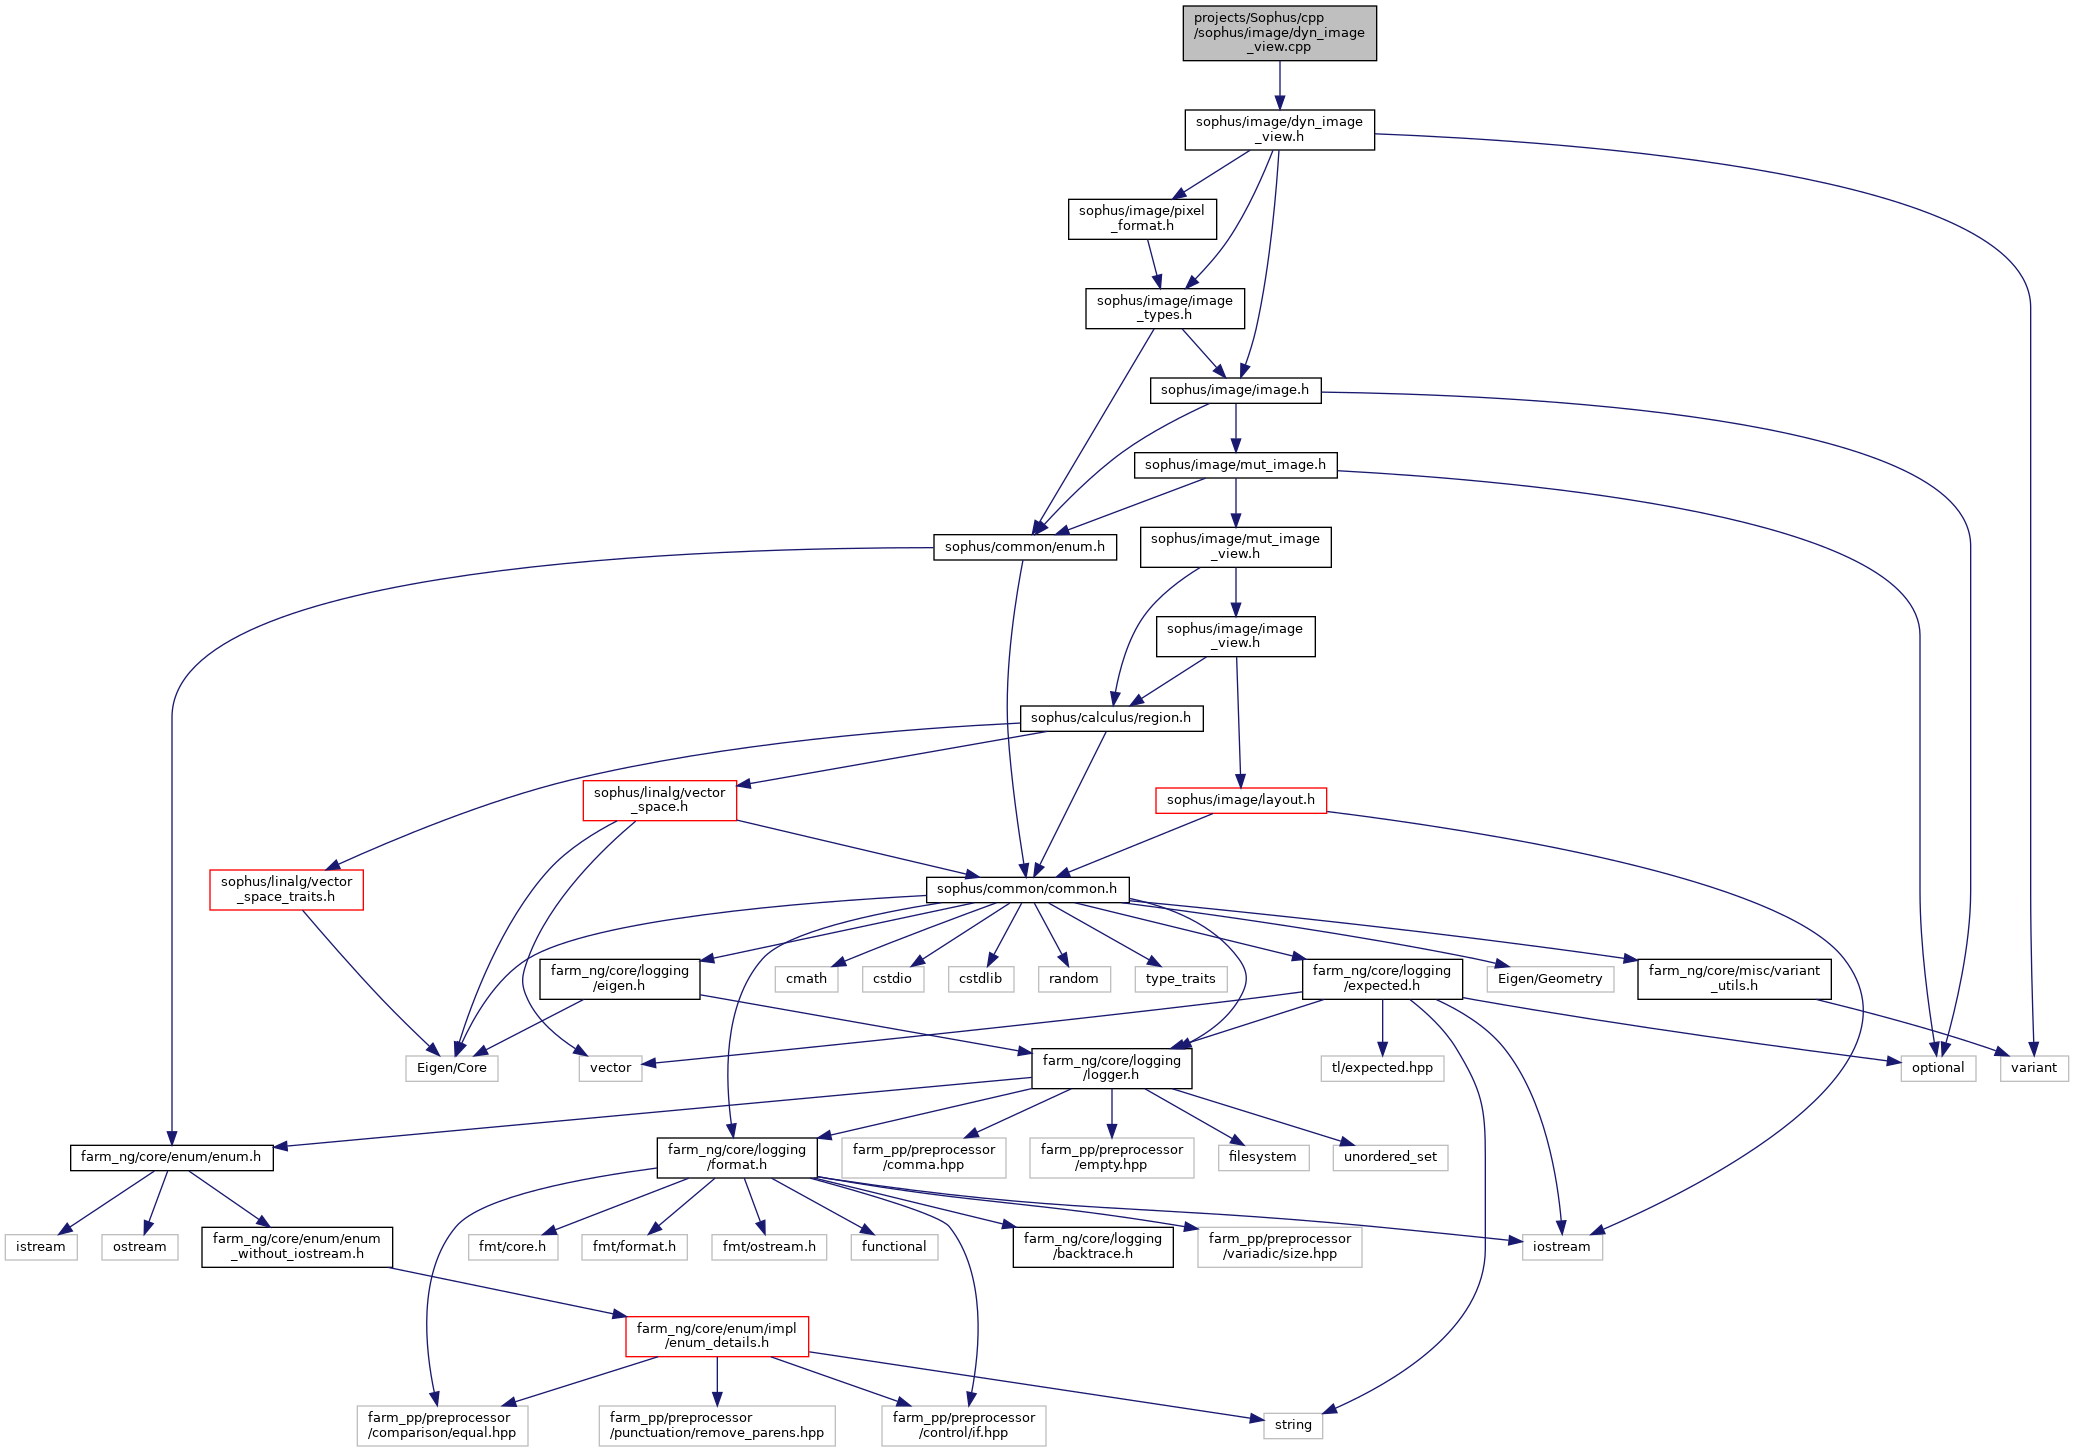 projects/Sophus/cpp
/sophus/image/dyn_image
_view.cpp
sophus/image/dyn_image
_view.h
sophus/image/pixel
_format.h
sophus/image/image
_types.h
sophus/image/image.h
sophus/image/mut_image.h
sophus/common/enum.h
sophus/image/mut_image
_view.h
sophus/image/image
_view.h
sophus/calculus/region.h
sophus/linalg/vector
_space.h
sophus/image/layout.h
sophus/linalg/vector
_space_traits.h
sophus/common/common.h
farm_ng/core/logging
/eigen.h
cmath
cstdio
cstdlib
random
type_traits
farm_ng/core/logging
/expected.h
Eigen/Geometry
farm_ng/core/misc/variant
_utils.h
Eigen/Core
vector
farm_ng/core/logging
/logger.h
tl/expected.hpp
optional
variant
farm_ng/core/enum/enum.h
farm_ng/core/logging
/format.h
farm_pp/preprocessor
/comma.hpp
farm_pp/preprocessor
/empty.hpp
filesystem
unordered_set
istream
ostream
farm_ng/core/enum/enum
_without_iostream.h
fmt/core.h
fmt/format.h
fmt/ostream.h
functional
farm_ng/core/logging
/backtrace.h
farm_pp/preprocessor
/variadic/size.hpp
iostream
farm_ng/core/enum/impl
/enum_details.h
farm_pp/preprocessor
/comparison/equal.hpp
farm_pp/preprocessor
/punctuation/remove_parens.hpp
farm_pp/preprocessor
/control/if.hpp
string